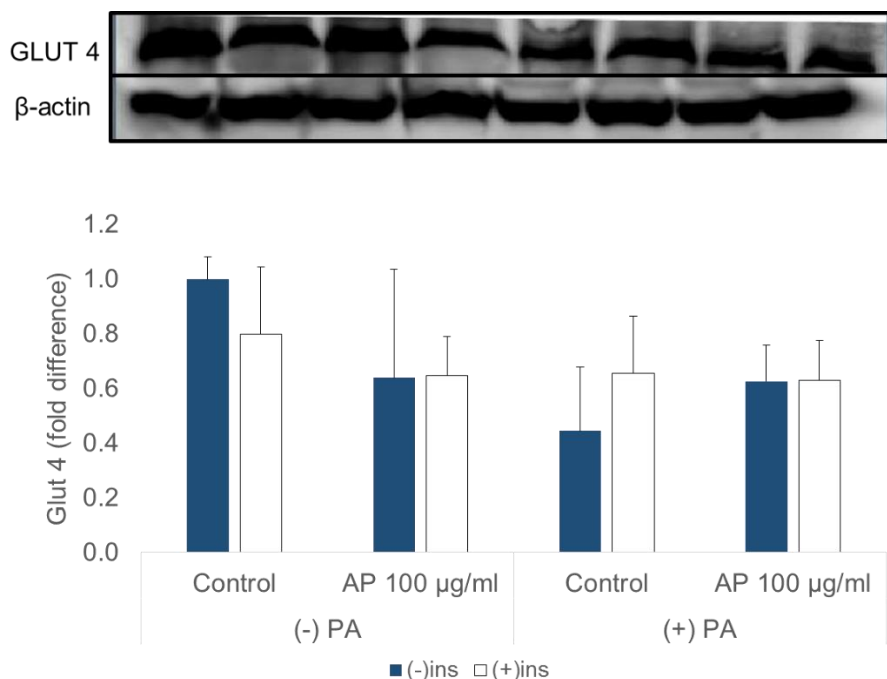 GLUT 4
β-actin
1.2
1.0
0.8
0.6
0.4
0.2
0.0
Glut 4 (fold difference)
Control AP 100 µg/ml Control AP 100 µg/ml
(-) PA (+) PA
(-)ins (+)ins